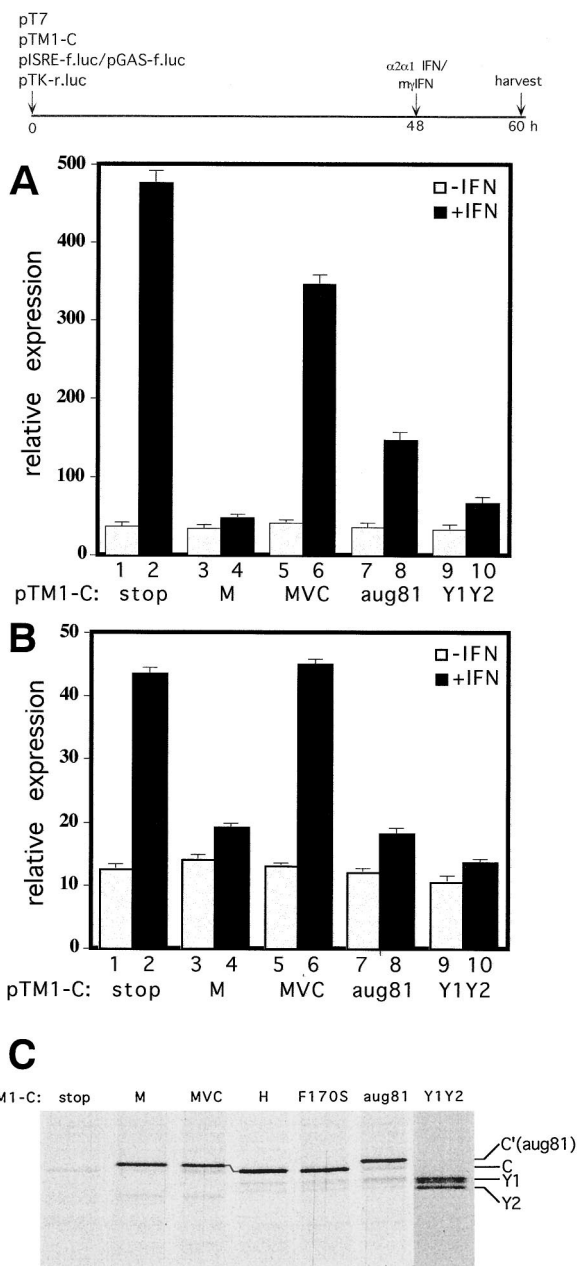 pT7
pTM1-C
pISRE-f.luc/pGAS-f.luc
pTK-r.luc
α2α1 IFN/
mγIFN
harvest
0
48
60 h
A
500
400
300
200
100
0
relative expression
-IFN
+IFN
1 2 3 4 5 6 7 8 9 10
pTM1-C: stop M MVC aug81 Y1Y2
B
50
40
30
20
10
0
relative expression
-IFN
+IFN
1 2 3 4 5 6 7 8 9 10
pTM1-C: stop M MVC aug81 Y1Y2
C
M1-C: stop M MVC H F170S aug81 Y1Y2
C'(aug81)
C
Y1
Y2